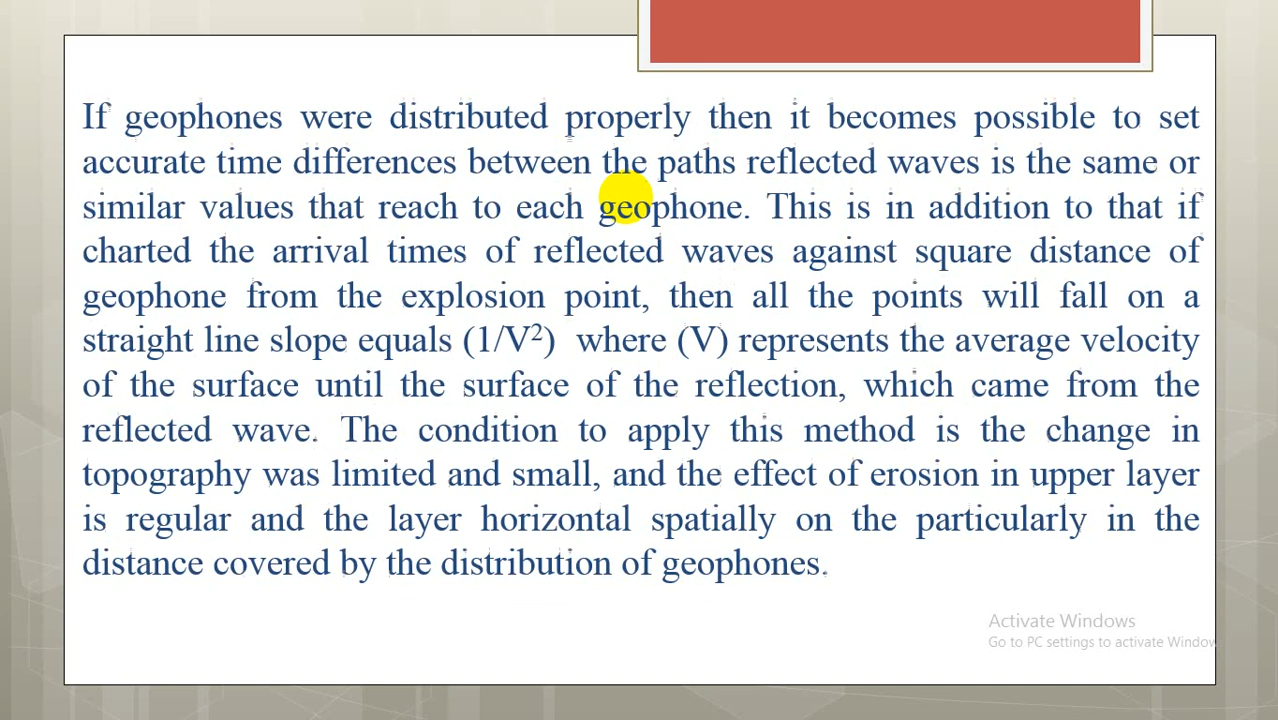 If geophones were distributed properly then it becomes possible to set
accurate time differences between the paths reflected waves is the same or
similar values that reach to each geophone. This is in addition to that if
charted the arrival times of reflected waves against square distance of
geophone from the explosion point, then all the points will fall on a
straight line slope equals (1/V²) where (V) represents the average velocity
of the surface until the surface of the reflection, which came from the
reflected wave. The condition to apply this method is the change in
topography was limited and small, and the effect of erosion in upper layer
is regular and the layer horizontal spatially on the particularly in the
distance covered by the distribution of geophones.
Activate Windows
Go to PC settings to activate Window